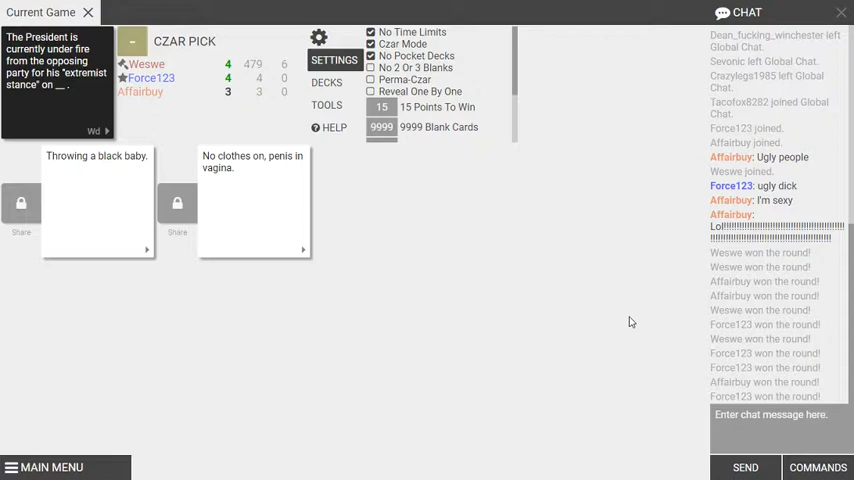 Current Game
The President is
currently under fire
from the opposing
party for his "extremist
stance" on __ .
Wd
-
CZAR PICK
Weswe 4 479 6
Force123 4 4 0
Affairbuy 3 3 0
SETTINGS
DECKS
TOOLS
HELP
No Time Limits
Czar Mode
No Pocket Decks
No 2 Or 3 Blanks
Perma-Czar
Reveal One By One
15 15 Points To Win
9999 9999 Blank Cards
Share
Throwing a black baby.
Share
No clothes on, penis in
vagina.
MAIN MENU
CHAT
Dean_fucking_winchester left
Global Chat.
Sevonic left Global Chat.
Crazylegs1985 left Global
Chat.
Tacofox8282 joined Global
Chat.
Force123 joined.
Affairbuy joined.
Affairbuy: Ugly people
Weswe joined.
Force123: ugly dick
Affairbuy: I'm sexy
Affairbuy:
Weswe won the round!
Weswe won the round!
Affairbuy won the round!
Affairbuy won the round!
Weswe won the round!
Force123 won the round!
Weswe won the round!
Force123 won the round!
Force123 won the round!
Affairbuy won the round!
Force123 won the round!
Enter chat message here.
SEND
COMMANDS